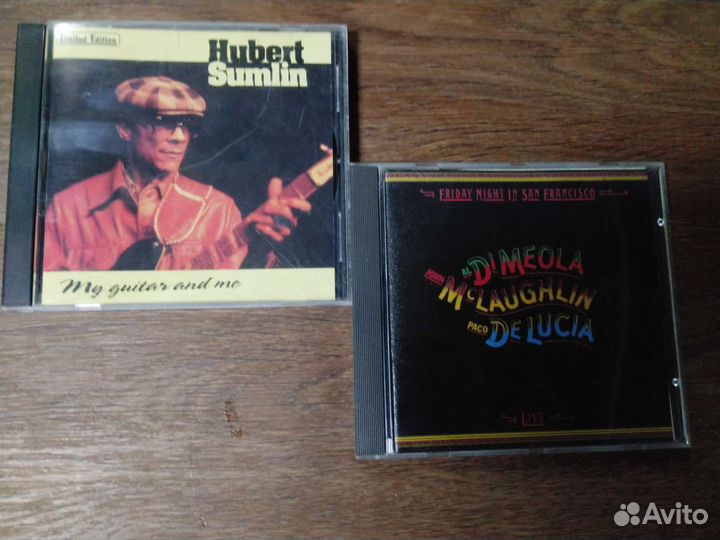 Limited Edition
Hubert
Sumlin
My guitar and me
FRIDAY NIGHT IN SAN FRANCISCO
AL DI MEOLA
JOHN McLAUGHLIN
PACO DE LUCIA
LIVE
Avito